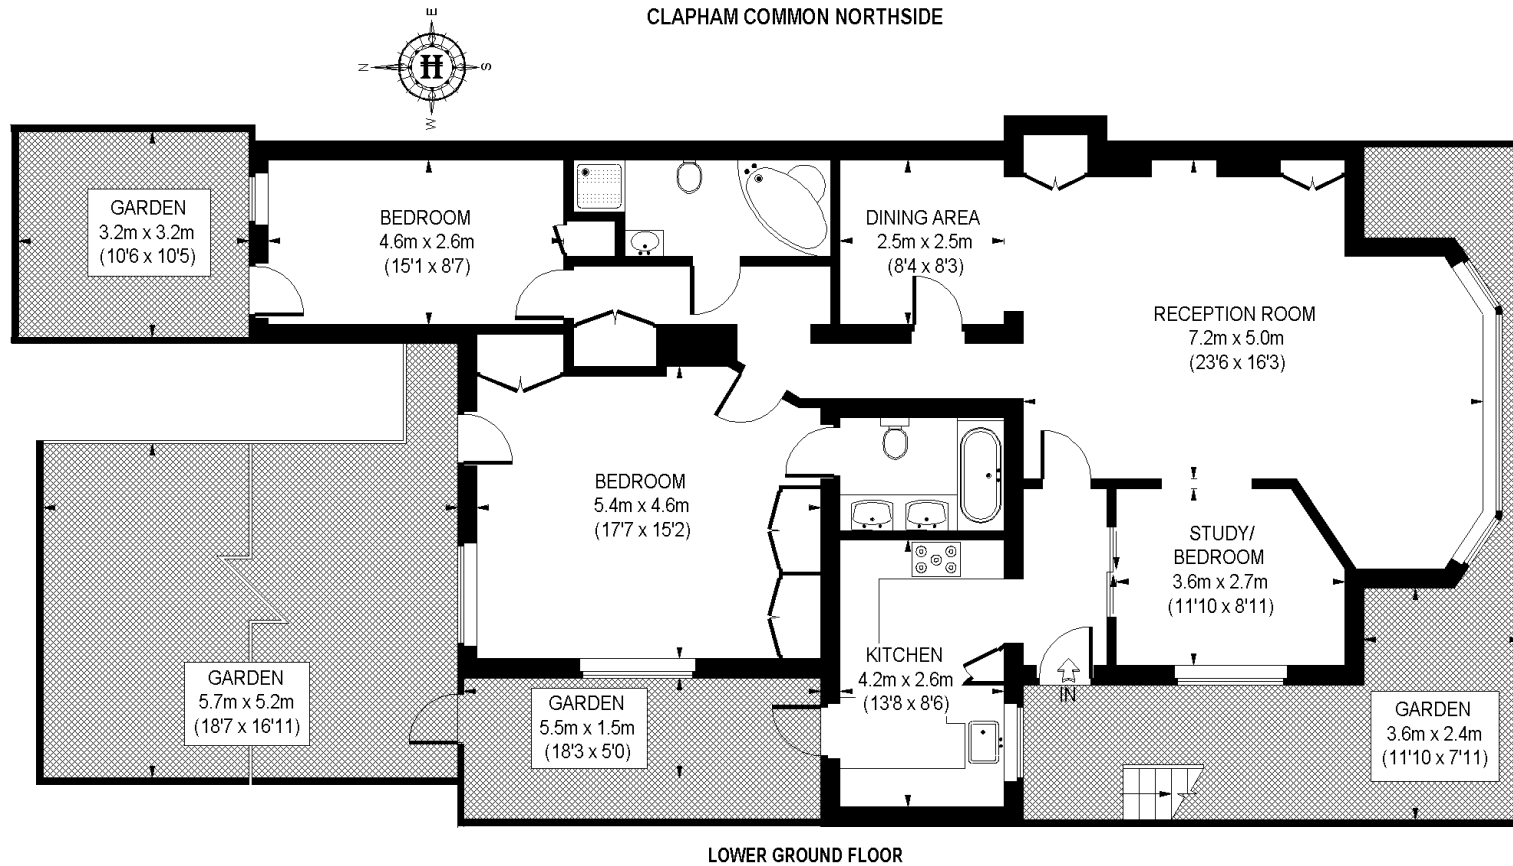 CLAPHAM COMMON NORTHSIDE
E
N
H
S
W
GARDEN
3.2m x 3.2m
(10'6 x 10'5)
BEDROOM
4.6m x 2.6m
(15'1 x 8'7)
DINING AREA
2.5m x 2.5m
(8'4 x 8'3)
RECEPTION ROOM
7.2m x 5.0m
(23'6 x 16'3)
BEDROOM
5.4m x 4.6m
(17'7 x 15'2)
STUDY/
BEDROOM
3.6m x 2.7m
(11'10 x 8'11)
GARDEN
5.7m x 5.2m
(18'7 x 16'11)
GARDEN
5.5m x 1.5m
(18'3 x 5'0)
KITCHEN
4.2m x 2.6m
(13'8 x 8'6)
IN
GARDEN
3.6m x 2.4m
(11'10 x 7'11)
LOWER GROUND FLOOR